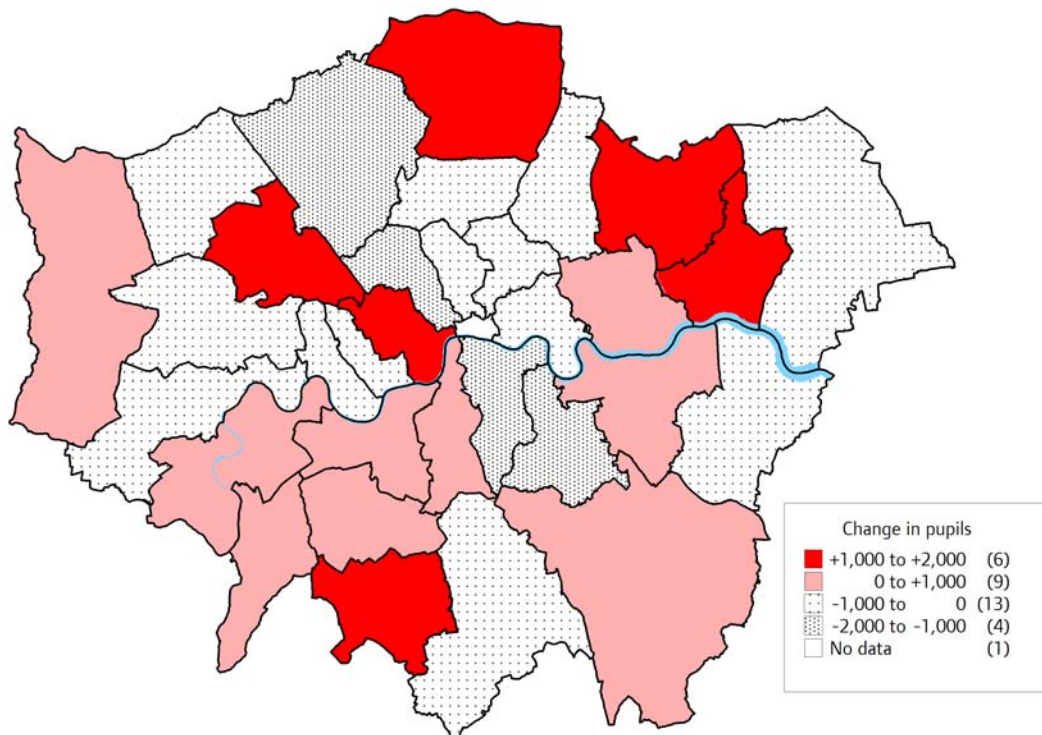 Change in pupils
+1,000 to +2,000 (6)
0 to +1,000 (9)
-1,000 to 0 (13)
-2,000 to -1,000 (4)
No data (1)